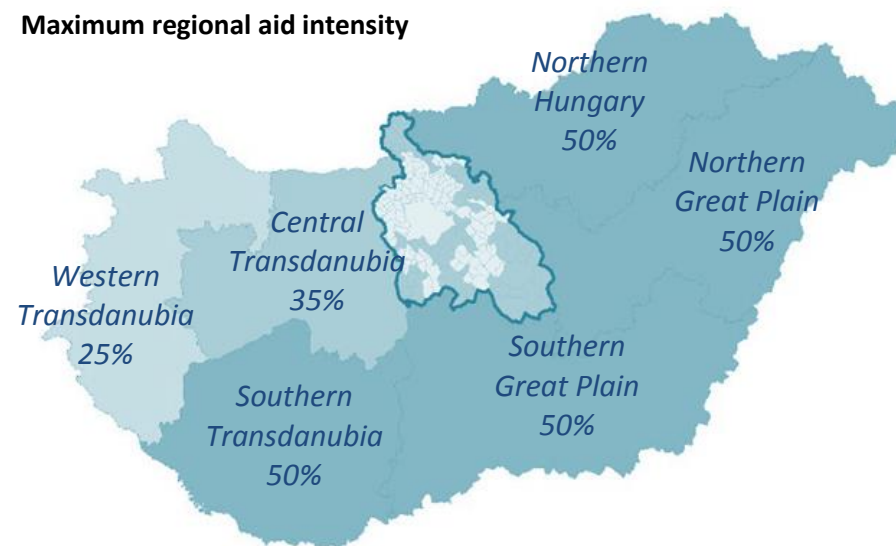 Maximum regional aid intensity
Northern
Hungary
50%
Northern
Great Plain
50%
Central
Transdanubia
35%
Western
Transdanubia
25%
Southern
Great Plain
50%
Southern
Transdanubia
50%